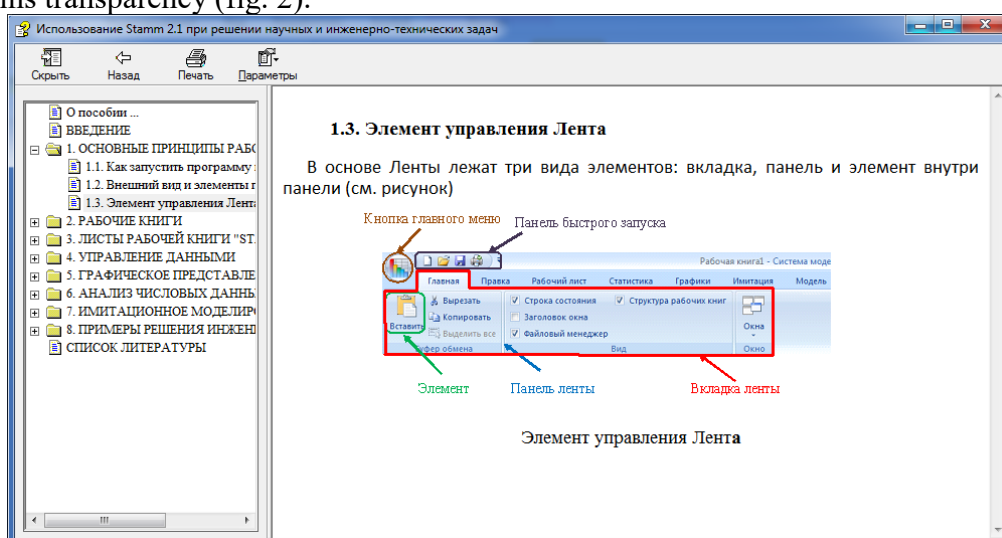 ms transparency (fig. 2).
Использование Stamm 2.1 при решении научных и инженерно-технических задач
Скрыть Назад Печать Параметры
О пособии ...
ВВЕДЕНИЕ
1. ОСНОВНЫЕ ПРИНЦИПЫ РАБО
1.1. Как запустить программу
1.2. Внешний вид и элементы г
1.3. Элемент управления Лента
2. РАБОЧИЕ КНИГИ
3. ЛИСТЫ РАБОЧЕЙ КНИГИ "ST.
4. УПРАВЛЕНИЕ ДАННЫМИ
5. ГРАФИЧЕСКОЕ ПРЕДСТАВЛЕ
6. АНАЛИЗ ЧИСЛОВЫХ ДАННЫ
7. ИМИТАЦИОННОЕ МОДЕЛИР
8. ПРИМЕРЫ РЕШЕНИЯ ИНЖЕН
СПИСОК ЛИТЕРАТУРЫ
1.3. Элемент управления Лента
В основе Ленты лежат три вида элементов: вкладка, панель и элемент внутри
панели (см. рисунок)
Кнопка главного меню Панель быстрого запуска
Рабочая книга1 - Система моде
Главная Правка Рабочий лист Статистика Графики Имитация Модель
Вставить Вырезать Копировать Выделить все
Строка состояния Структура рабочих книг
Заголовок окна
Файловый менеджер
Окна
Буфер обмена Вид Окно
Элемент Панель ленты Вкладка ленты
Элемент управления Лента